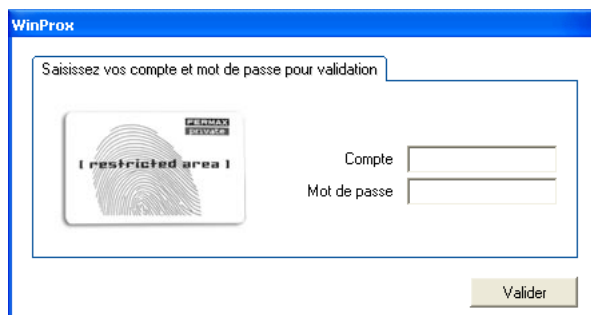 WinProx
Saisissez vos compte et mot de passe pour validation
FERMAX
private
[ restricted area ]
Compte
Mot de passe
Valider